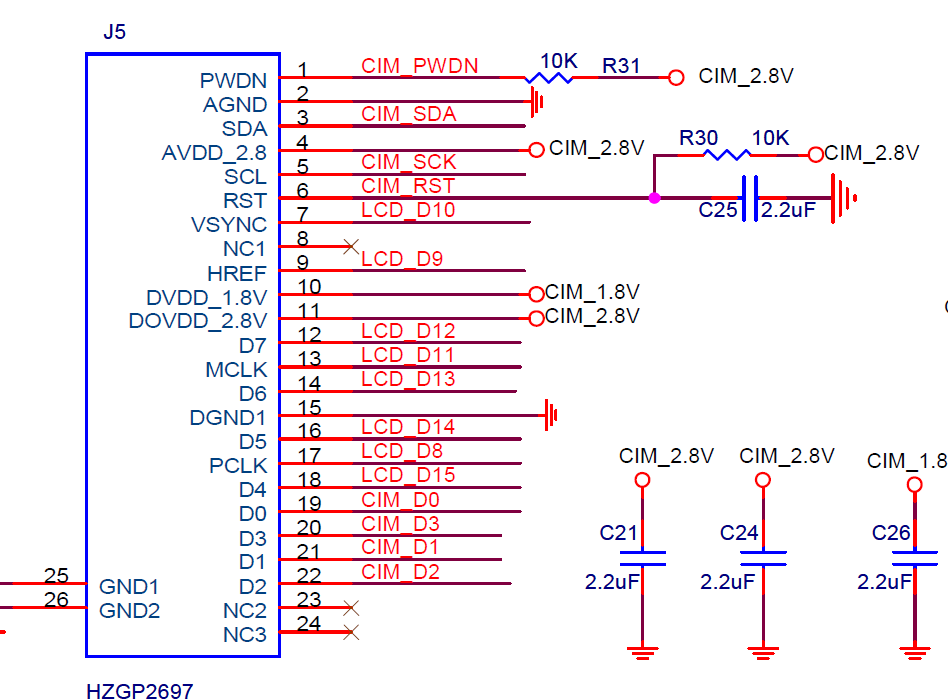 J5
PWDN 1 CIM_PWDN 10K R31 CIM_2.8V
AGND 2
SDA 3 CIM_SDA
AVDD_2.8 4 CIM_2.8V
SCL 5 CIM_SCK
RST 6 CIM_RST
R30 10K CIM_2.8V
C25 2.2uF
VSYNC 7 LCD_D10
NC1 8
HREF 9 LCD_D9
DVDD_1.8V 10 CIM_1.8V
DOVDD_2.8V 11 CIM_2.8V
D7 12 LCD_D12
MCLK 13 LCD_D11
D6 14 LCD_D13
DGND1 15
D5 16 LCD_D14
PCLK 17 LCD_D8
D4 18 LCD_D15
D0 19 CIM_D0
D3 20 CIM_D3
D1 21 CIM_D1
D2 22 CIM_D2
NC2 23
NC3 24
25 GND1
26 GND2
HZGP2697
CIM_2.8V
C21
2.2uF
CIM_2.8V
C24
2.2uF
CIM_1.8
C26
2.2uF